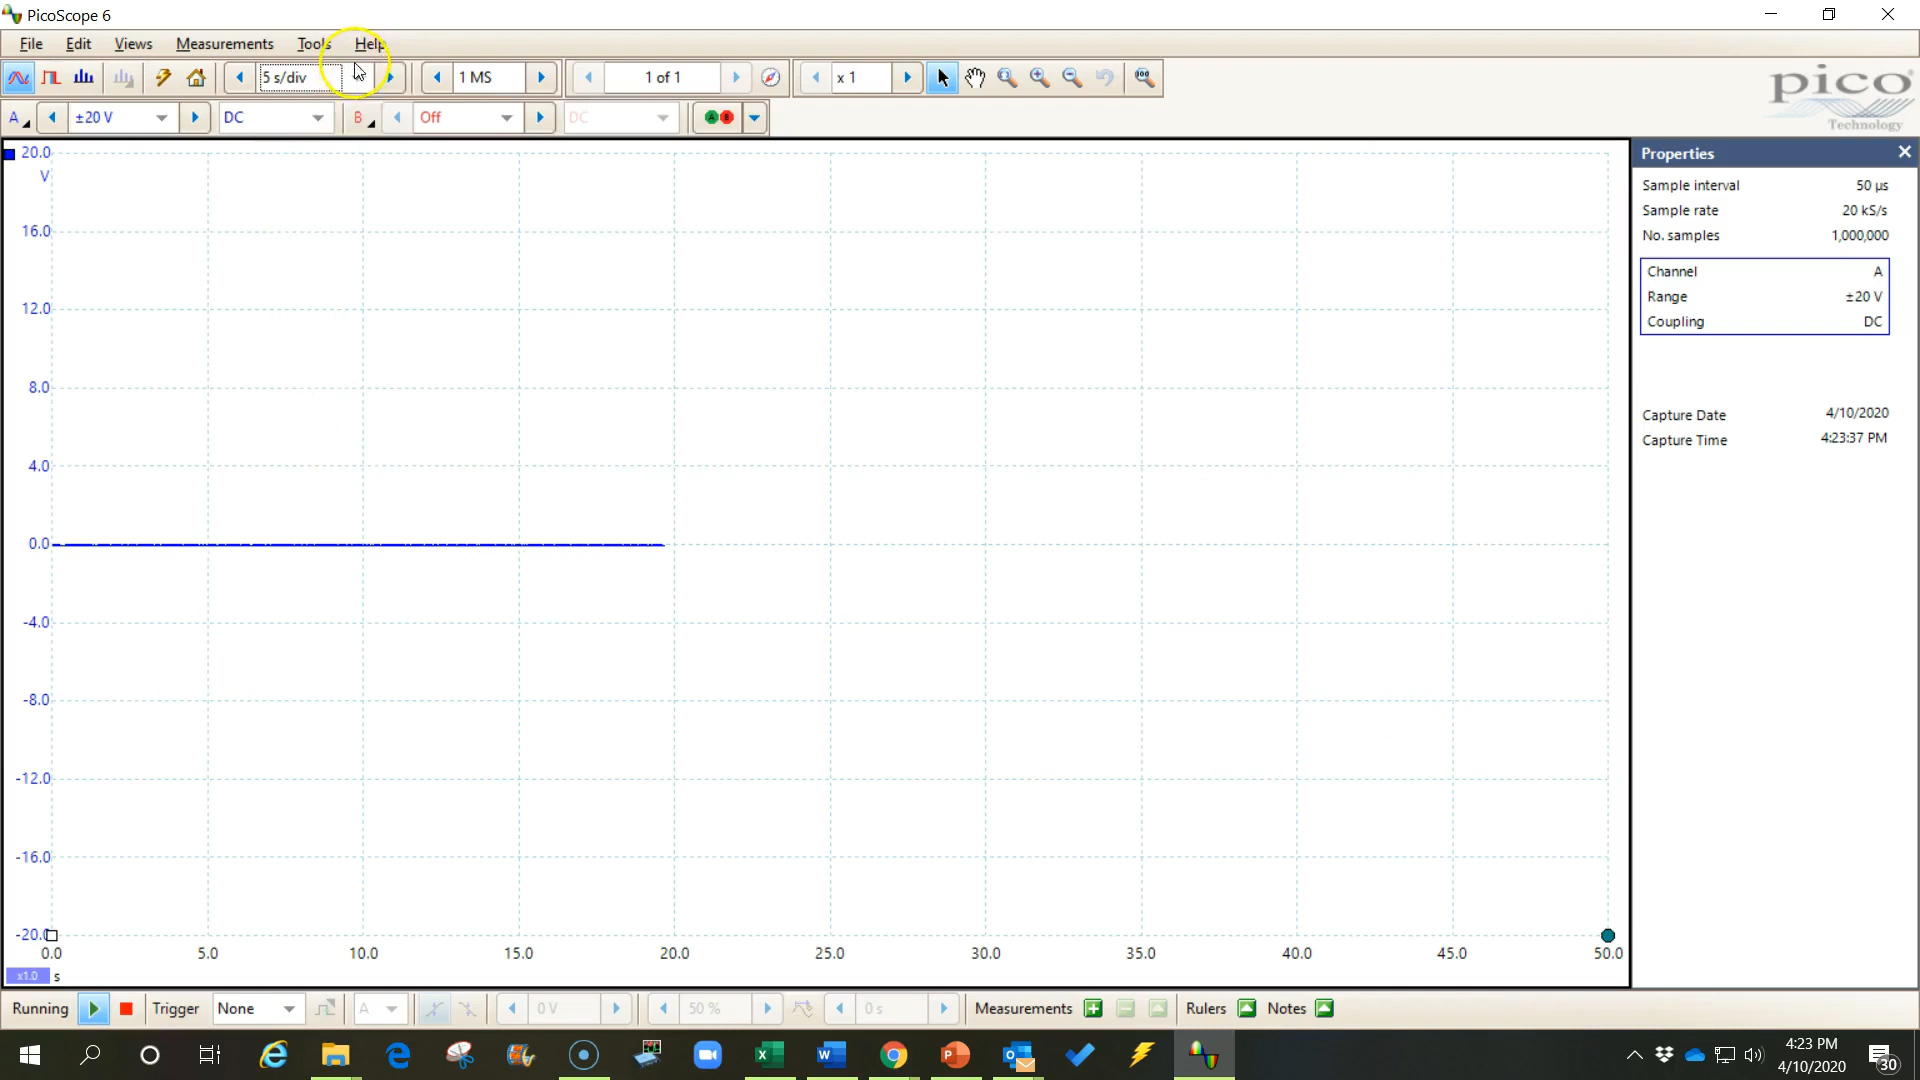 PicoScope 6
File Edit Views Measurements Tools Help
5 s/div 1 MS 1 of 1 x 1
A ±20 V DC B Off DC A B
pico
Technology
20.0
V
16.0
12.0
8.0
4.0
0.0
-4.0
-8.0
-12.0
-16.0
-20.0
0.0 5.0 10.0 15.0 20.0 25.0 30.0 35.0 40.0 45.0 50.0
x1.0 s
Properties
Sample interval 50 µs
Sample rate 20 kS/s
No. samples 1,000,000
Channel A
Range ±20 V
Coupling DC
Capture Date 4/10/2020
Capture Time 4:23:37 PM
Running Trigger None A 0 V 50 % 0 s Measurements Rulers Notes
4:23 PM
4/10/2020
30